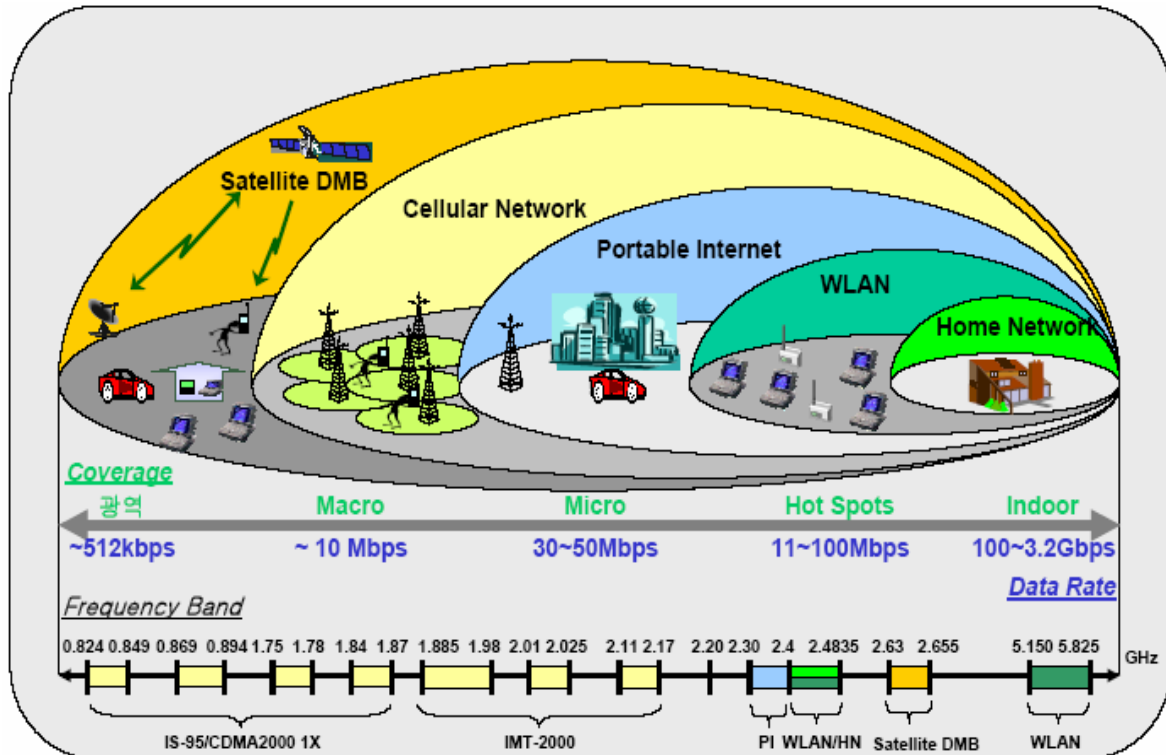 Satellite DMB
Cellular Network
Portable Internet
WLAN
Home Network
Coverage
광역 Macro Micro Hot Spots Indoor
~512kbps ~ 10 Mbps 30~50Mbps 11~100Mbps 100~3.2Gbps
Data Rate
Frequency Band
0.824 0.849 0.869 0.894 1.75 1.78 1.84 1.87 1.885 1.98 2.01 2.025 2.11 2.17 2.20 2.30 2.4 2.4835 2.63 2.655 5.150 5.825
GHz
IS-95/CDMA2000 1X IMT-2000 PI WLAN/HN Satellite DMB WLAN